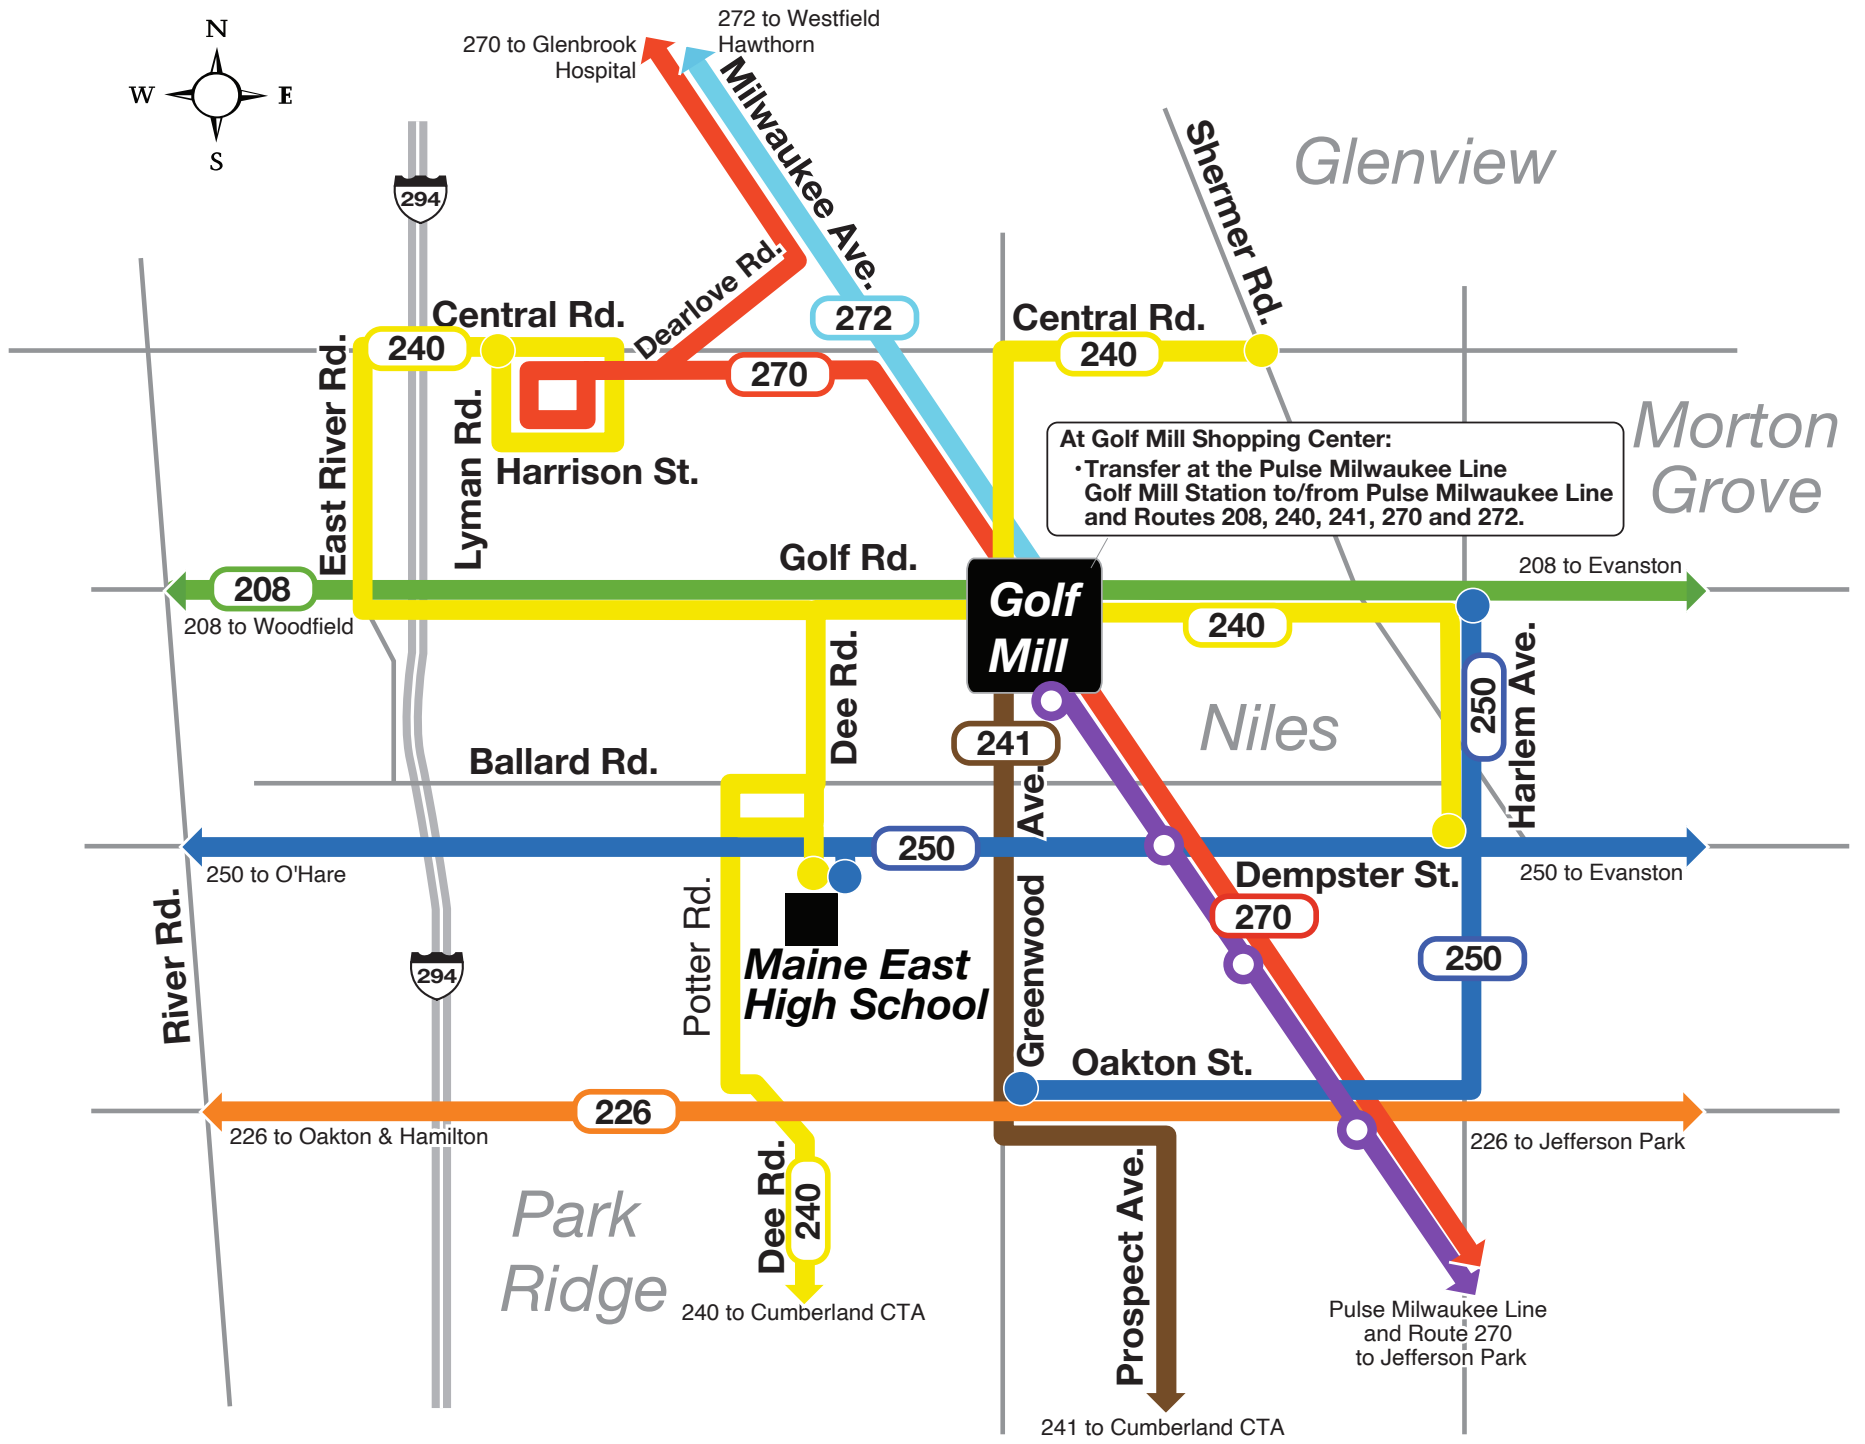 N
W
E
S
270 to Glenbrook
Hospital
272 to Westfield
Hawthorn
Milwaukee Ave.
Shermer Rd.
Glenview
294
Dearlove Rd.
Central Rd.
240
272
Central Rd.
240
270
East River Rd.
Lyman Rd.
Harrison St.
At Golf Mill Shopping Center:
•Transfer at the Pulse Milwaukee Line
Golf Mill Station to/from Pulse Milwaukee Line
and Routes 208, 240, 241, 270 and 272.
Morton
Grove
Golf Rd.
208
208 to Woodfield
208 to Evanston
Golf
Mill
240
Dee Rd.
250
Harlem Ave.
Niles
241
Ballard Rd.
Greenwood Ave.
250
250 to O'Hare
250 to Evanston
Dempster St.
270
River Rd.
Potter Rd.
294
Maine East
High School
250
Oakton St.
226
226 to Oakton & Hamilton
226 to Jefferson Park
Park
Ridge
Dee Rd.
240
Prospect Ave.
240 to Cumberland CTA
Pulse Milwaukee Line
and Route 270
to Jefferson Park
241 to Cumberland CTA